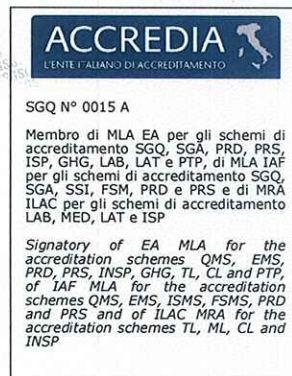 ACCREDIA
L'ENTE ITALIANO DI ACCREDITAMENTO
SGQ N° 0015 A
Membro di MLA EA per gli schemi di
accreditamento SGQ, SGA, PRD, PRS,
ISP, GHG, LAB, LAT e PTP, di MLA IAF
per gli schemi di accreditamento SGQ,
SGA, SSI, FSM, PRD e PRS e di MRA
ILAC per gli schemi di accreditamento
LAB, MED, LAT e ISP
Signatory of EA MLA for the
accreditation schemes QMS, EMS,
PRD, PRS, INSP, GHG, TL, CL and PTP,
of IAF MLA for the accreditation
schemes QMS, EMS, ISMS, FSMS, PRD
and PRS and of ILAC MRA for the
accreditation schemes TL, ML, CL and
INSP